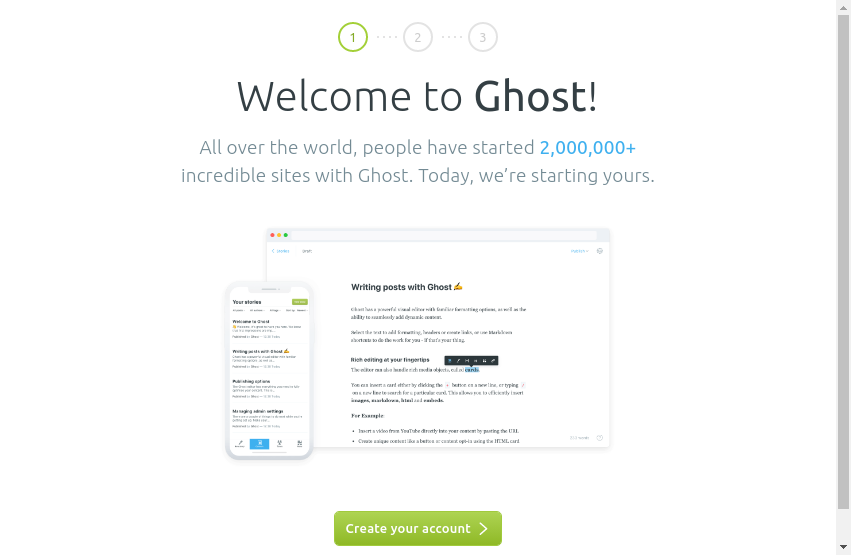 1 2 3
Welcome to Ghost!
All over the world, people have started 2,000,000+
incredible sites with Ghost. Today, we’re starting yours.
Writing posts with Ghost ✍
Ghost has a powerful visual editor with familiar formatting options, as well as the
ability to seamlessly add dynamic content.
Select the text to add formatting, headers or create links, or use Markdown
shortcuts to do the work for you - if that's your thing.
Rich editing at your fingertips
The editor can also handle rich media objects, called cards.
You can insert a card either by clicking the + button on a new line, or typing /
on a new line to search for a particular card. This allows you to efficiently insert
images, markdown, html and embeds.
For Example:
Insert a video from YouTube directly into your content by pasting the URL
Create unique content like a button or content opt-in using the HTML card
Your stories
Welcome to Ghost
Writing posts with Ghost ✍
Publishing options
Managing admin settings
Create your account